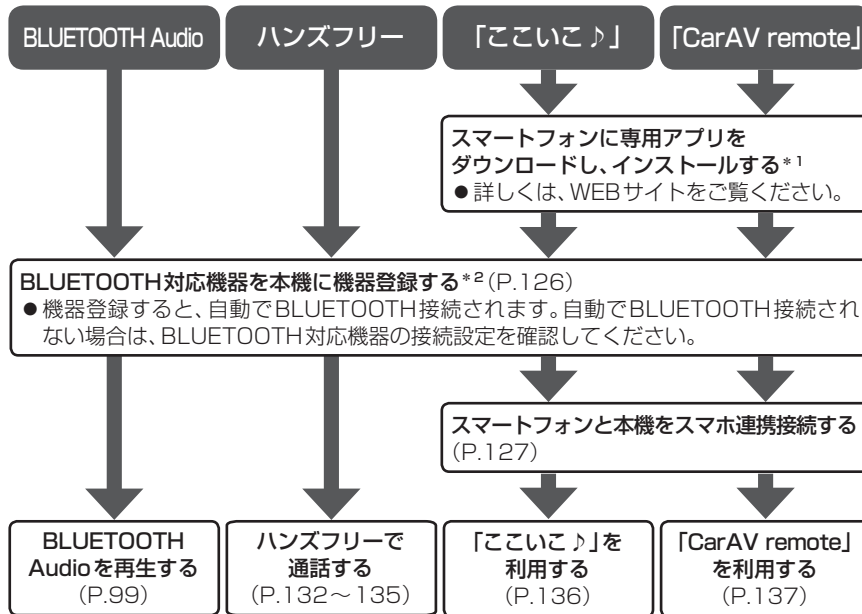 BLUETOOTH Audio
ハンズフリー
「ここいこ♪」
「CarAV remote」
スマートフォンに専用アプリを
ダウンロードし、インストールする*1
● 詳しくは、WEBサイトをご覧ください。
BLUETOOTH対応機器を本機に機器登録する*2(P.126)
● 機器登録すると、自動でBLUETOOTH接続されます。自動でBLUETOOTH接続され
ない場合は、BLUETOOTH対応機器の接続設定を確認してください。
スマートフォンと本機をスマホ連携接続する
(P.127)
BLUETOOTH
Audioを再生する
(P.99)
ハンズフリーで
通話する
(P.132〜135)
「ここいこ♪」を
利用する
(P.136)
「CarAV remote」
を利用する
(P.137)